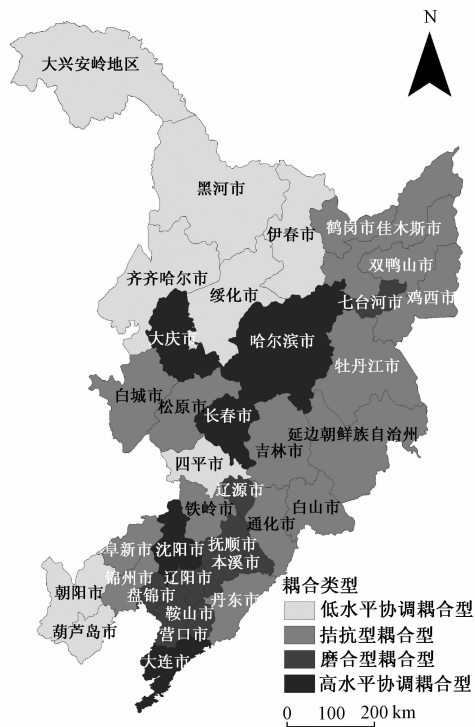 N
大兴安岭地区
黑河市
伊春市
鹤岗市
佳木斯市
双鸭山市
齐齐哈尔市
绥化市
七台河市
鸡西市
大庆市
哈尔滨市
牡丹江市
白城市
松原市
长春市
延边朝鲜族自治州
吉林市
四平市
辽源市
白山市
铁岭市
通化市
阜新市
沈阳市
抚顺市
本溪市
朝阳市
锦州市
辽阳市
盘锦市
丹东市
鞍山市
葫芦岛市
营口市
大连市
耦合类型
低水平协调耦合型
拮抗型耦合型
磨合型耦合型
高水平协调耦合型
0 100 200 km